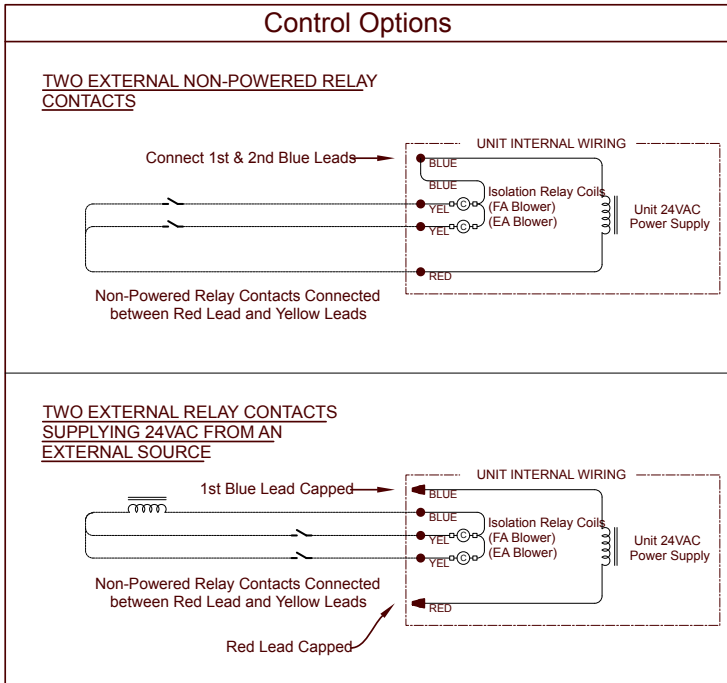 Control Options
TWO EXTERNAL NON-POWERED RELAY
CONTACTS
UNIT INTERNAL WIRING
Connect 1st & 2nd Blue Leads
BLUE
BLUE
Isolation Relay Coils
(FA Blower)
(EA Blower)
YEL
C
YEL
C
Unit 24VAC
Power Supply
RED
Non-Powered Relay Contacts Connected
between Red Lead and Yellow Leads
TWO EXTERNAL RELAY CONTACTS
SUPPLYING 24VAC FROM AN
EXTERNAL SOURCE
UNIT INTERNAL WIRING
1st Blue Lead Capped
BLUE
BLUE
Isolation Relay Coils
(FA Blower)
(EA Blower)
YEL
C
YEL
C
Unit 24VAC
Power Supply
Non-Powered Relay Contacts Connected
between Red Lead and Yellow Leads
RED
Red Lead Capped